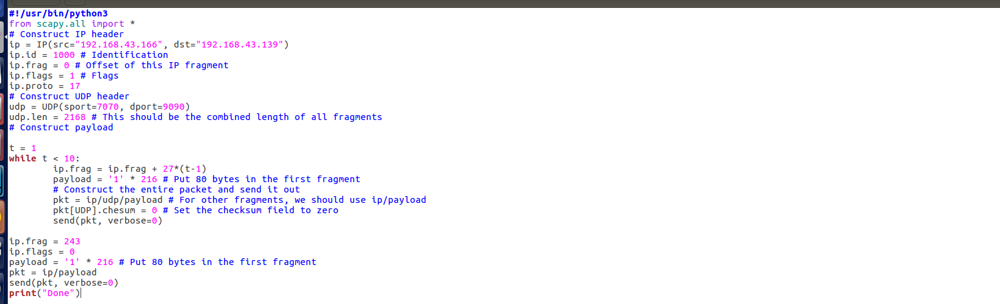 #!/usr/bin/python3
from scapy.all import *
# Construct IP header
ip = IP(src="192.168.43.166", dst="192.168.43.139")
ip.id = 1000 # Identification
ip.frag = 0 # Offset of this IP fragment
ip.flags = 1 # Flags
ip.proto = 17
# Construct UDP header
udp = UDP(sport=7070, dport=9090)
udp.len = 2168 # This should be the combined length of all fragments
# Construct payload

t = 1
while t < 10:
        ip.frag = ip.frag + 27*(t-1)
        payload = '1' * 216 # Put 80 bytes in the first fragment
        # Construct the entire packet and send it out
        pkt = ip/udp/payload # For other fragments, we should use ip/payload
        pkt[UDP].chesum = 0 # Set the checksum field to zero
        send(pkt, verbose=0)

ip.frag = 243
ip.flags = 0
payload = '1' * 216 # Put 80 bytes in the first fragment
pkt = ip/payload
send(pkt, verbose=0)
print("Done")